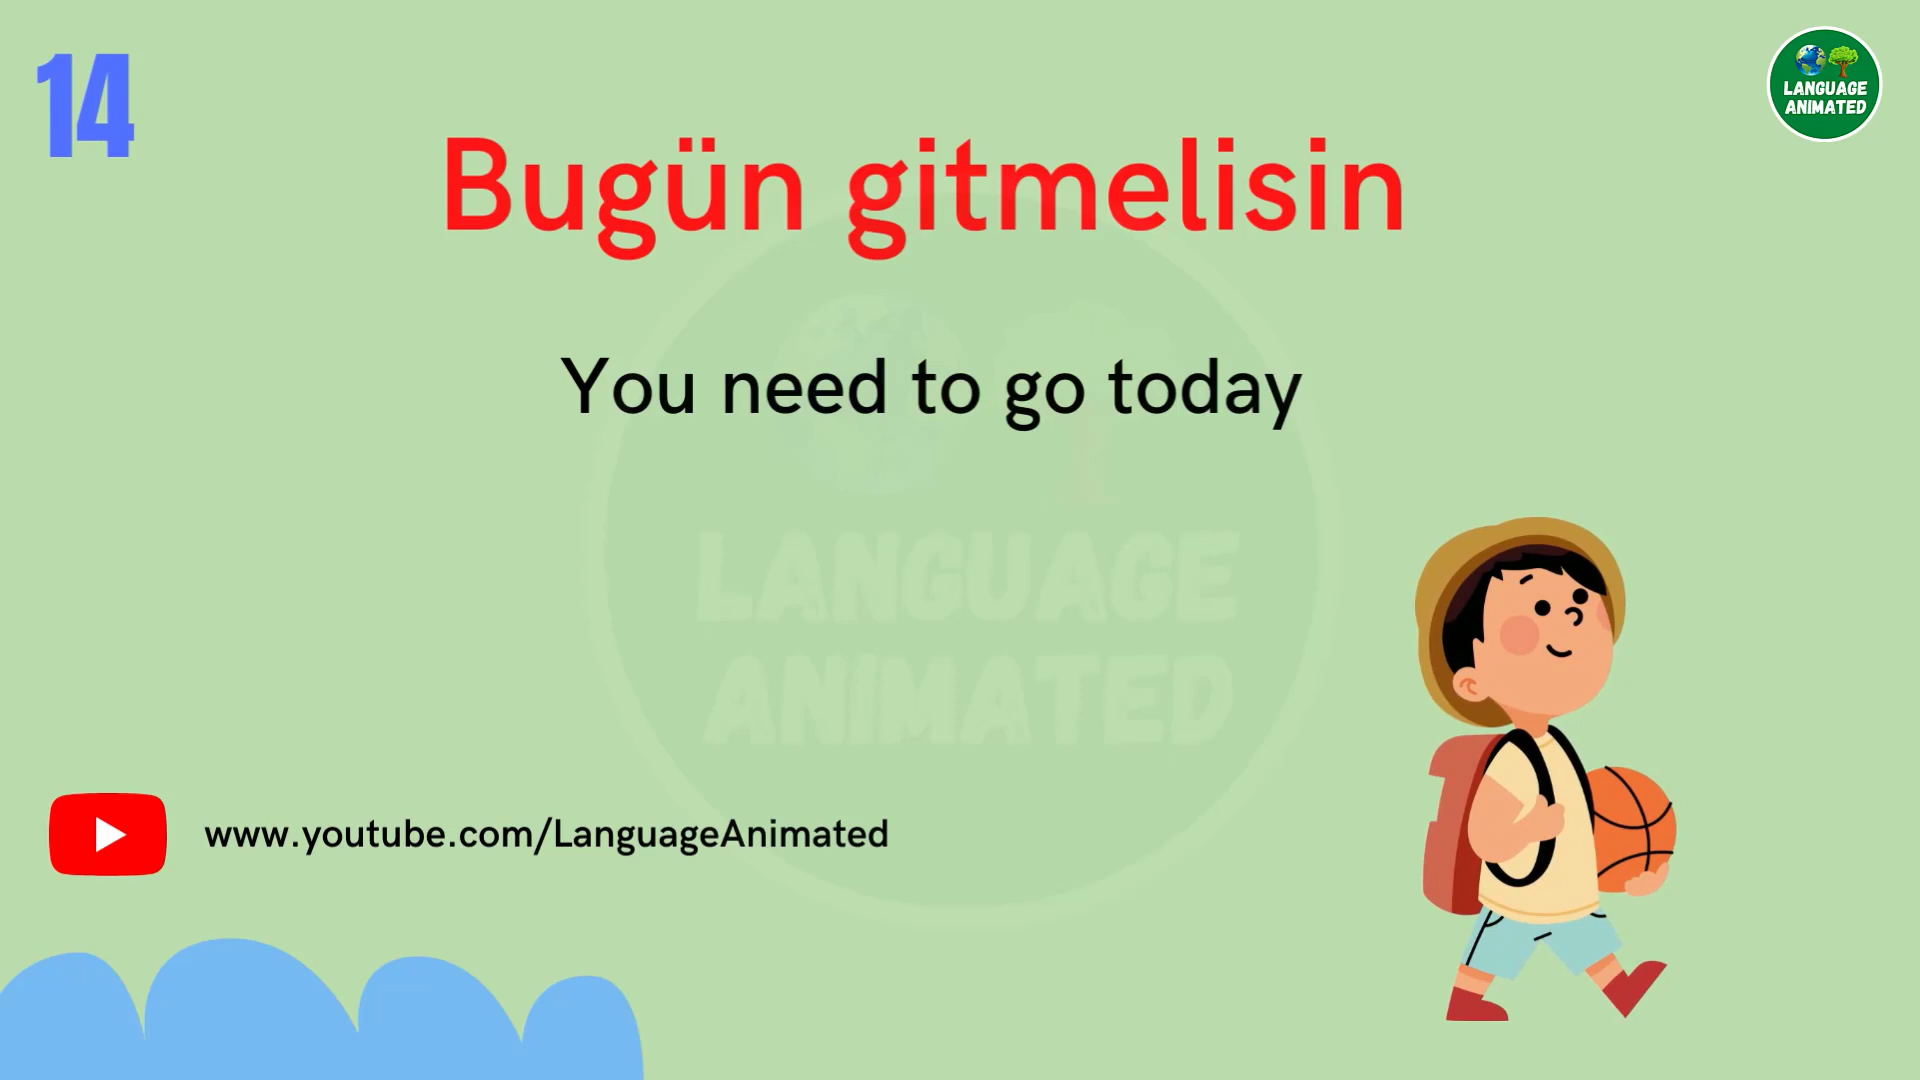 14
LANGUAGE
ANIMATED
Bugün gitmelisin
You need to go today
LANGUAGE
ANIMATED
www.youtube.com/LanguageAnimated